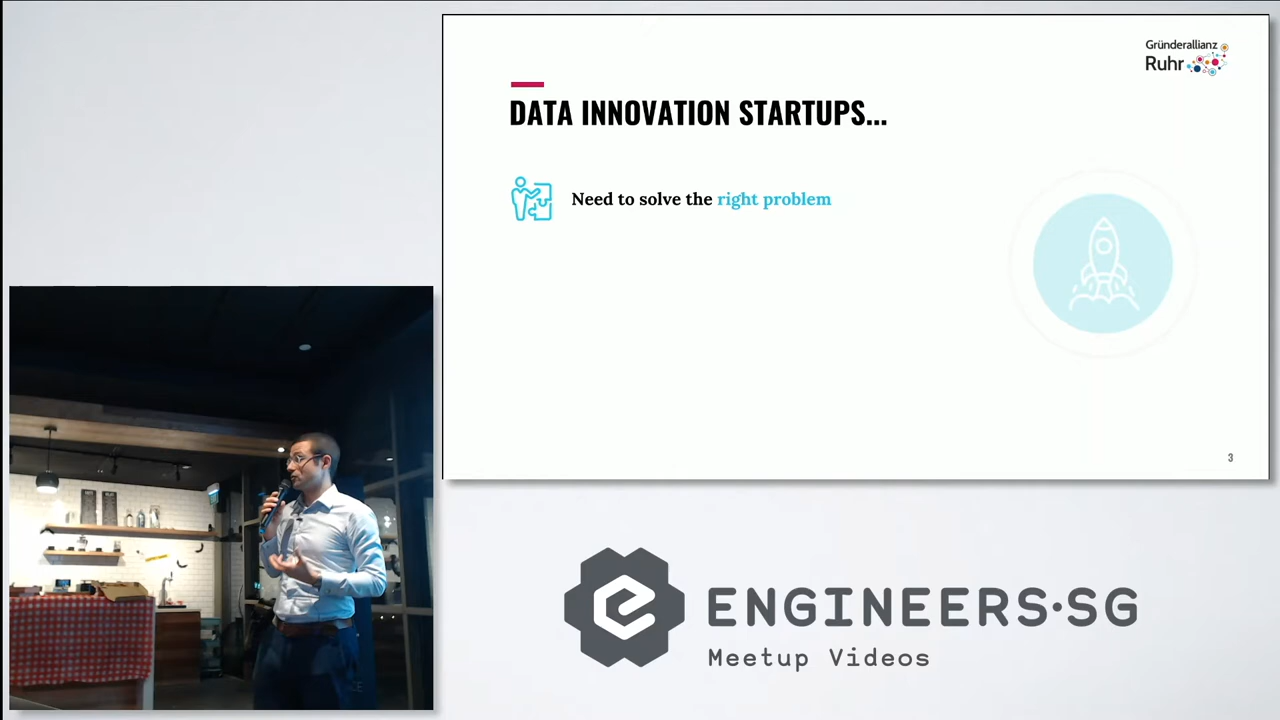 Gründerallianz
Ruhr
DATA INNOVATION STARTUPS...
Need to solve the right problem
3
ENGINEERS·SG
Meetup Videos